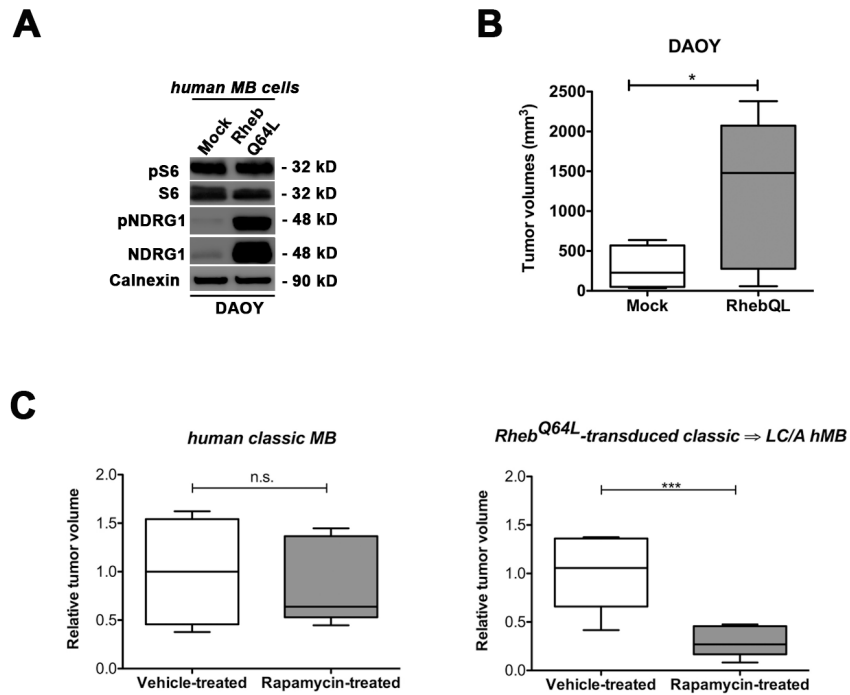 A
human MB cells
Mock
Rheb
Q64L
pS6 - 32 kD
S6 - 32 kD
pNDRG1 - 48 kD
NDRG1 - 48 kD
Calnexin - 90 kD
DAOY
B
DAOY
*
Tumor volumes (mm³)
2500
2000
1500
1000
500
0
Mock RhebQL
C
human classic MB
n.s.
Relative tumor volume
2.0
1.5
1.0
0.5
0.0
Vehicle-treated Rapamycin-treated
Rheb^Q64L-transduced classic ⇒ LC/A hMB
***
Relative tumor volume
2.0
1.5
1.0
0.5
0.0
Vehicle-treated Rapamycin-treated